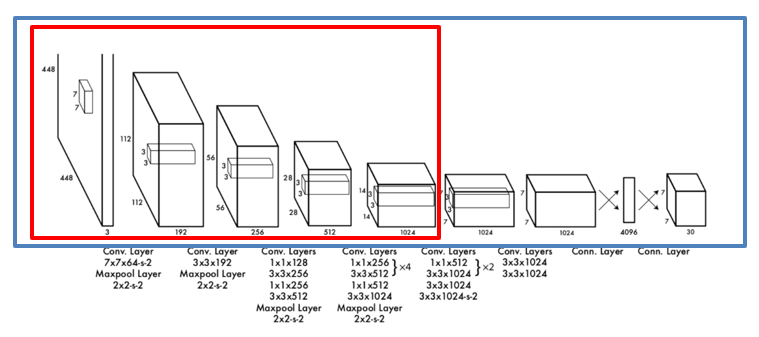 448
7
7
448
3
112
3
3
112
192
56
3
3
56
256
28
3
3
28
512
14
3
3
14
1024
7
3
3
7
1024
7
7
1024
4096
7
7
30
Conv. Layer
7x7x64-s-2
Maxpool Layer
2x2-s-2
Conv. Layer
3x3x192
Maxpool Layer
2x2-s-2
Conv. Layers
1x1x128
3x3x256
1x1x256
3x3x512
Maxpool Layer
2x2-s-2
Conv. Layers
1x1x256
3x3x512
}×4
1x1x512
3x3x1024
Maxpool Layer
2x2-s-2
Conv. Layers
1x1x512
3x3x1024
}×2
3x3x1024
3x3x1024-s-2
Conv. Layers
3x3x1024
3x3x1024
Conn. Layer
Conn. Layer